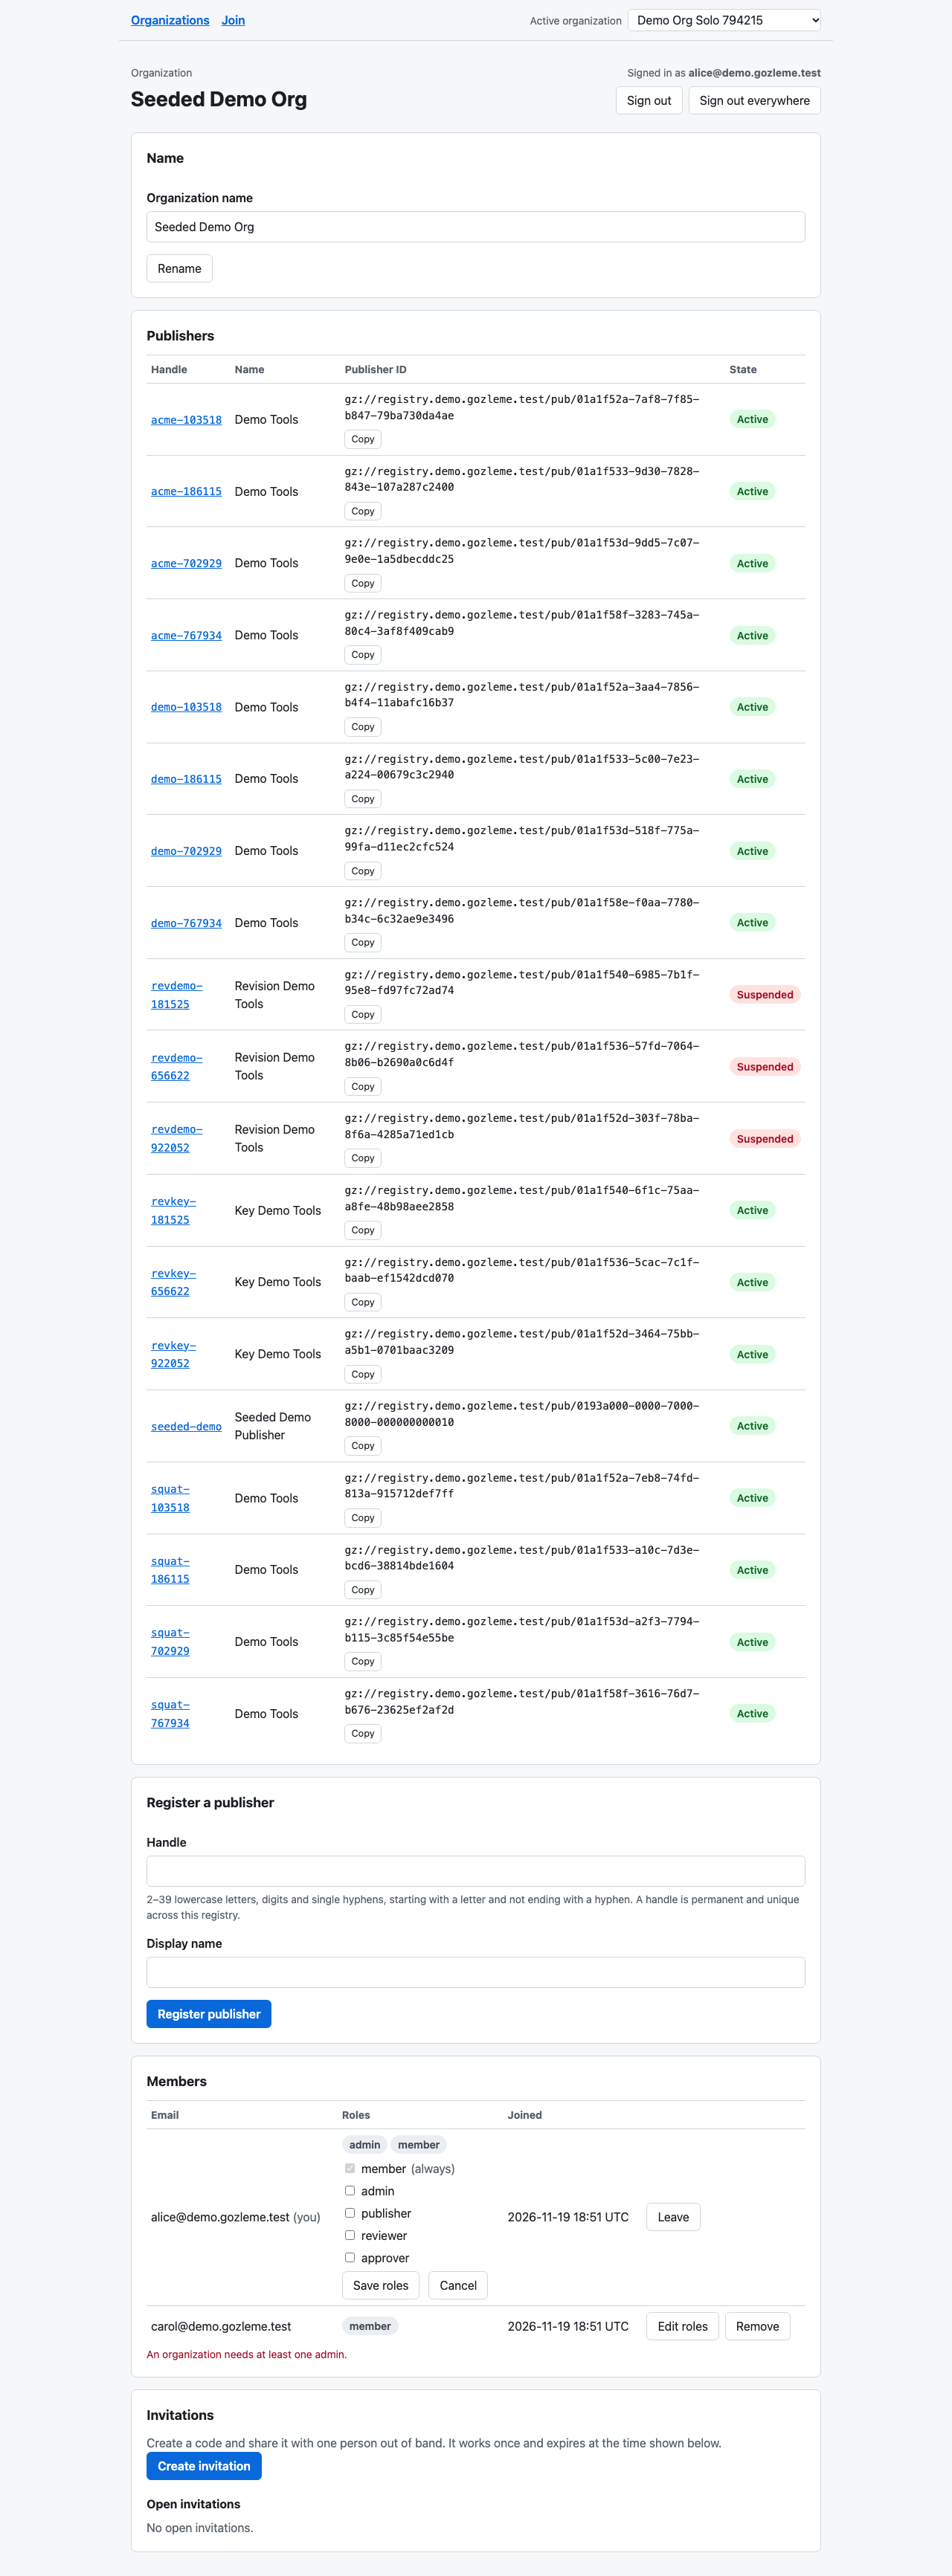 Organizations Join Active organization Demo Org Solo 794215
Organization Signed in as alice@demo.gozleme.test
Seeded Demo Org Sign out Sign out everywhere
Name
Organization name
Seeded Demo Org
Rename
Publishers
Handle Name Publisher ID State
acme-103518 Demo Tools gz://registry.demo.gozleme.test/pub/01a1f52a-7af8-7f85-
b847-79ba730da4ae Active
Copy
acme-186115 Demo Tools gz://registry.demo.gozleme.test/pub/01a1f533-9d30-7828-
843e-107a287c2400 Active
Copy
acme-702929 Demo Tools gz://registry.demo.gozleme.test/pub/01a1f53d-9dd5-7c07-
9e0e-1a5dbecddc25 Active
Copy
acme-767934 Demo Tools gz://registry.demo.gozleme.test/pub/01a1f58f-3283-745a-
80c4-3af8f409cab9 Active
Copy
demo-103518 Demo Tools gz://registry.demo.gozleme.test/pub/01a1f52a-3aa4-7856-
b4f4-11abafc16b37 Active
Copy
demo-186115 Demo Tools gz://registry.demo.gozleme.test/pub/01a1f533-5c00-7e23-
a224-00679c3c2940 Active
Copy
demo-702929 Demo Tools gz://registry.demo.gozleme.test/pub/01a1f53d-518f-775a-
99fa-d11ec2cfc524 Active
Copy
demo-767934 Demo Tools gz://registry.demo.gozleme.test/pub/01a1f58e-f0aa-7780-
b34c-6c32ae9e3496 Active
Copy
revdemo- Revision Demo gz://registry.demo.gozleme.test/pub/01a1f540-6985-7b1f-
181525 Tools 95e8-fd97fc72ad74 Suspended
Copy
revdemo- Revision Demo gz://registry.demo.gozleme.test/pub/01a1f536-57fd-7064-
656622 Tools 8b06-b2690a0c6d4f Suspended
Copy
revdemo- Revision Demo gz://registry.demo.gozleme.test/pub/01a1f52d-303f-78ba-
922052 Tools 8f6a-4285a71ed1cb Suspended
Copy
revkey- Key Demo Tools gz://registry.demo.gozleme.test/pub/01a1f540-6f1c-75aa-
181525 a8fe-48b98aee2858 Active
Copy
revkey- Key Demo Tools gz://registry.demo.gozleme.test/pub/01a1f536-5cac-7c1f-
656622 baab-ef1542dcd070 Active
Copy
revkey- Key Demo Tools gz://registry.demo.gozleme.test/pub/01a1f52d-3464-75bb-
922052 a5b1-0701baac3209 Active
Copy
seeded-demo Seeded Demo gz://registry.demo.gozleme.test/pub/0193a000-0000-7000-
Publisher 8000-000000000010 Active
Copy
squat- Demo Tools gz://registry.demo.gozleme.test/pub/01a1f52a-7eb8-74fd-
103518 813a-915712def7ff Active
Copy
squat- Demo Tools gz://registry.demo.gozleme.test/pub/01a1f533-a10c-7d3e-
186115 bcd6-38814bde1604 Active
Copy
squat- Demo Tools gz://registry.demo.gozleme.test/pub/01a1f53d-a2f3-7794-
702929 b115-3c85f54e55be Active
Copy
squat- Demo Tools gz://registry.demo.gozleme.test/pub/01a1f58f-3616-76d7-
767934 b676-23625ef2af2d Active
Copy
Register a publisher
Handle
2–39 lowercase letters, digits and single hyphens, starting with a letter and not ending with a hyphen. A handle is permanent and unique
across this registry.
Display name
Register publisher
Members
Email Roles Joined
admin member
member (always)
admin
alice@demo.gozleme.test (you) publisher 2026-11-19 18:51 UTC Leave
reviewer
approver
Save roles Cancel
carol@demo.gozleme.test member 2026-11-19 18:51 UTC Edit roles Remove
An organization needs at least one admin.
Invitations
Create a code and share it with one person out of band. It works once and expires at the time shown below.
Create invitation
Open invitations
No open invitations.